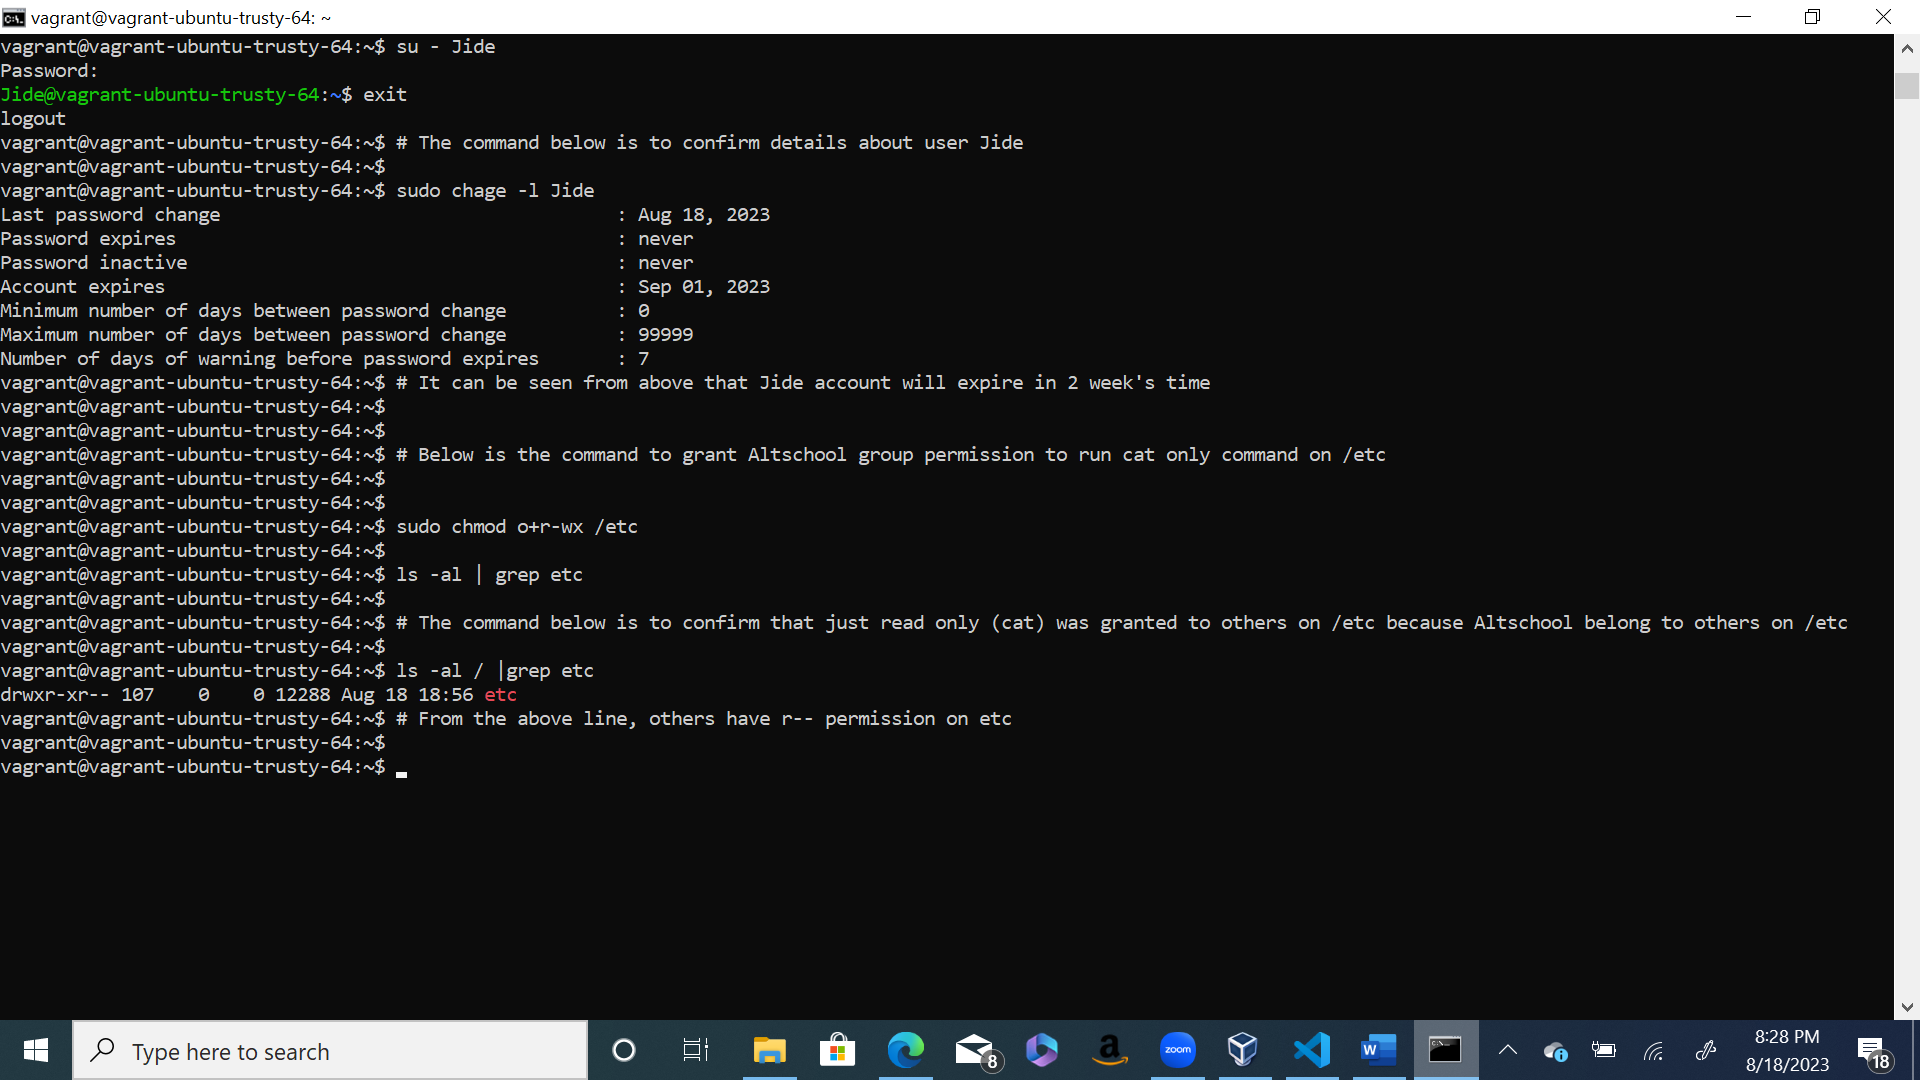 vagrant@vagrant-ubuntu-trusty-64: ~
vagrant@vagrant-ubuntu-trusty-64:~$ su - Jide
Password:
Jide@vagrant-ubuntu-trusty-64:~$ exit
logout
vagrant@vagrant-ubuntu-trusty-64:~$ # The command below is to confirm details about user Jide
vagrant@vagrant-ubuntu-trusty-64:~$
vagrant@vagrant-ubuntu-trusty-64:~$ sudo chage -l Jide
Last password change : Aug 18, 2023
Password expires : never
Password inactive : never
Account expires : Sep 01, 2023
Minimum number of days between password change : 0
Maximum number of days between password change : 99999
Number of days of warning before password expires : 7
vagrant@vagrant-ubuntu-trusty-64:~$ # It can be seen from above that Jide account will expire in 2 week's time
vagrant@vagrant-ubuntu-trusty-64:~$
vagrant@vagrant-ubuntu-trusty-64:~$
vagrant@vagrant-ubuntu-trusty-64:~$ # Below is the command to grant Altschool group permission to run cat only command on /etc
vagrant@vagrant-ubuntu-trusty-64:~$
vagrant@vagrant-ubuntu-trusty-64:~$
vagrant@vagrant-ubuntu-trusty-64:~$ sudo chmod o+r-wx /etc
vagrant@vagrant-ubuntu-trusty-64:~$
vagrant@vagrant-ubuntu-trusty-64:~$ ls -al | grep etc
vagrant@vagrant-ubuntu-trusty-64:~$
vagrant@vagrant-ubuntu-trusty-64:~$ # The command below is to confirm that just read only (cat) was granted to others on /etc because Altschool belong to others on /etc
vagrant@vagrant-ubuntu-trusty-64:~$
vagrant@vagrant-ubuntu-trusty-64:~$ ls -al / |grep etc
drwxr-xr-- 107 0 0 12288 Aug 18 18:56 etc
vagrant@vagrant-ubuntu-trusty-64:~$ # From the above line, others have r-- permission on etc
vagrant@vagrant-ubuntu-trusty-64:~$
vagrant@vagrant-ubuntu-trusty-64:~$
Type here to search
8
zoom
8:28 PM
8/18/2023
18